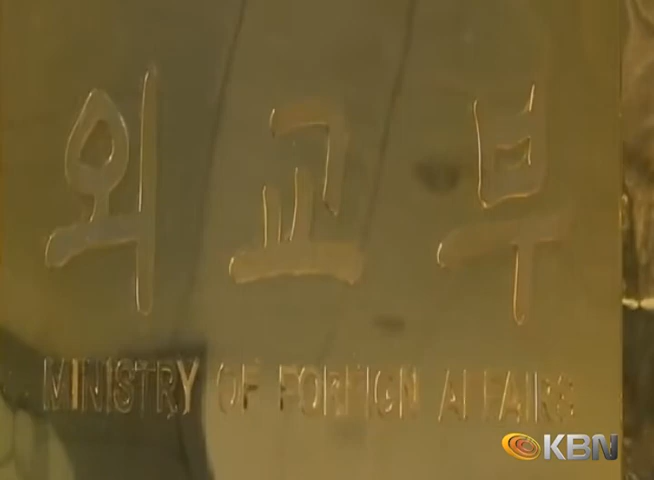 외교부
MINISTRY OF FOREIGN AFFAIRS
KBN